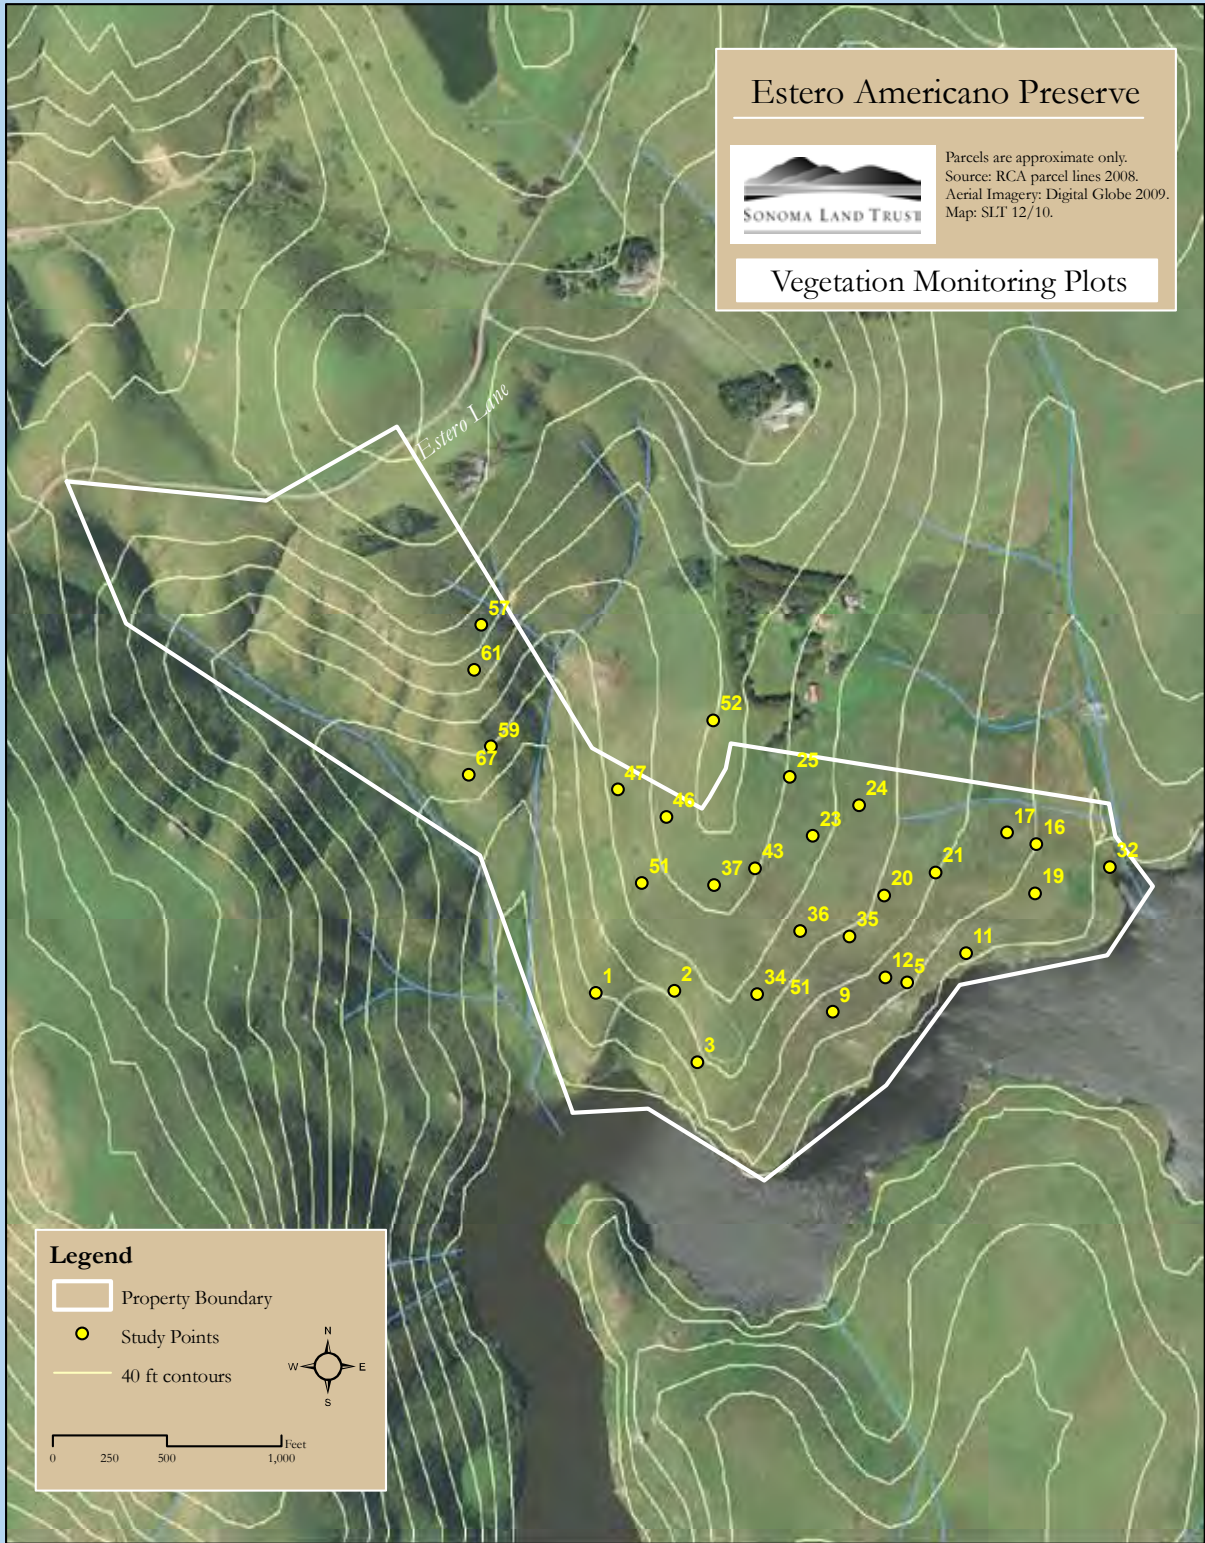 Estero Americano Preserve
SONOMA LAND TRUST
Parcels are approximate only.
Source: RCA parcel lines 2008.
Aerial Imagery: Digital Globe 2009.
Map: SLT 12/10.
Vegetation Monitoring Plots
Estero Lane
57
61
59
67
52
47
46
25
24
23
17
16
32
51
37
43
21
20
19
36
35
11
1
2
34
51
12
5
9
3
Legend
Property Boundary
Study Points
40 ft contours
N
W E
S
Feet
0 250 500 1,000